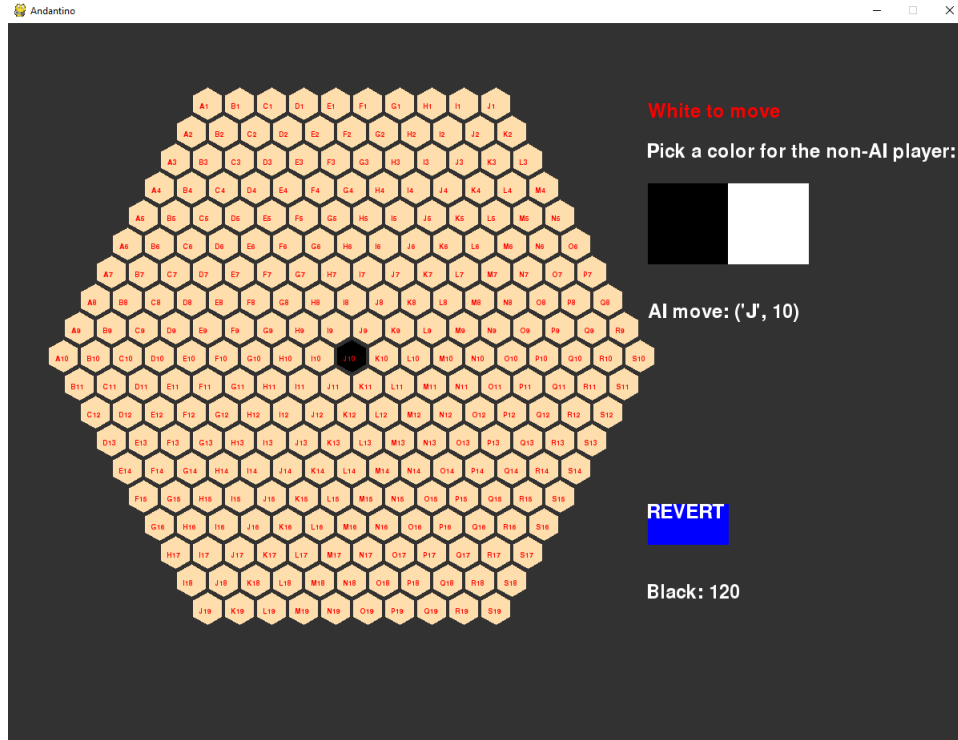 Andantino
A1 B1 C1 D1 E1 F1 G1 H1 I1 J1
White to move
A2 B2 C2 D2 E2 F2 G2 H2 I2 J2 K2
Pick a color for the non-AI player:
A3 B3 C3 D3 E3 F3 G3 H3 I3 J3 K3 L3
A4 B4 C4 D4 E4 F4 G4 H4 I4 J4 K4 L4 M4
A5 B5 C5 D5 E5 F5 G5 H5 I5 J5 K5 L5 M5 N5
A6 B6 C6 D6 E6 F6 G6 H6 I6 J6 K6 L6 M6 N6 O6
A7 B7 C7 D7 E7 F7 G7 H7 I7 J7 K7 L7 M7 N7 O7 P7
A8 B8 C8 D8 E8 F8 G8 H8 I8 J8 K8 L8 M8 N8 O8 P8 Q8
AI move: ('J', 10)
A9 B9 C9 D9 E9 F9 G9 H9 I9 J9 K9 L9 M9 N9 O9 P9 Q9 R9
A10 B10 C10 D10 E10 F10 G10 H10 I10 J10 K10 L10 M10 N10 O10 P10 Q10 R10 S10
B11 C11 D11 E11 F11 G11 H11 I11 J11 K11 L11 M11 N11 O11 P11 Q11 R11 S11
C12 D12 E12 F12 G12 H12 I12 J12 K12 L12 M12 N12 O12 P12 Q12 R12 S12
D13 E13 F13 G13 H13 I13 J13 K13 L13 M13 N13 O13 P13 Q13 R13 S13
E14 F14 G14 H14 I14 J14 K14 L14 M14 N14 O14 P14 Q14 R14 S14
F15 G15 H15 I15 J15 K15 L15 M15 N15 O15 P15 Q15 R15 S15
REVERT
G16 H16 I16 J16 K16 L16 M16 N16 O16 P16 Q16 R16 S16
H17 I17 J17 K17 L17 M17 N17 O17 P17 Q17 R17 S17
I18 J18 K18 L18 M18 N18 O18 P18 Q18 R18 S18
Black: 120
J19 K19 L19 M19 N19 O19 P19 Q19 R19 S19